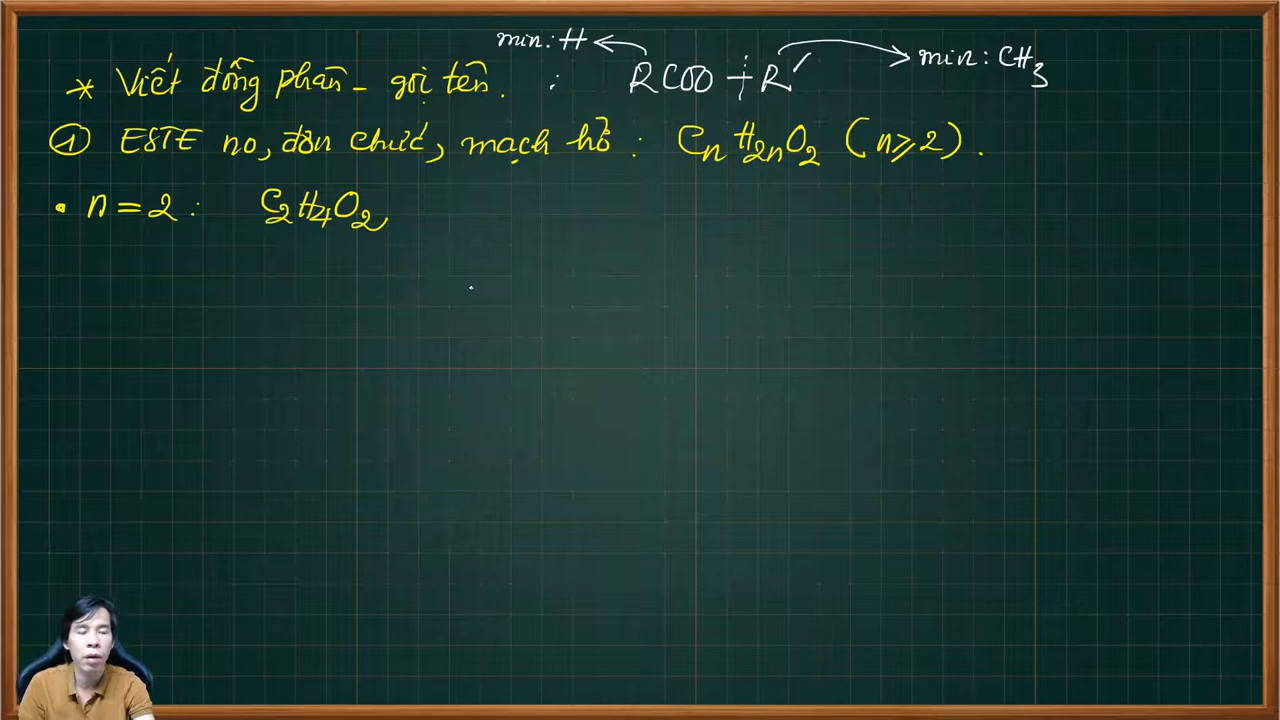 min: H
min: CH3
* Viết đồng phân - gọi tên. : RCOO + R'
① ESTE no, đơn chức, mạch hở : CnH2nO2 (n≥2).
• n = 2 : C2H4O2